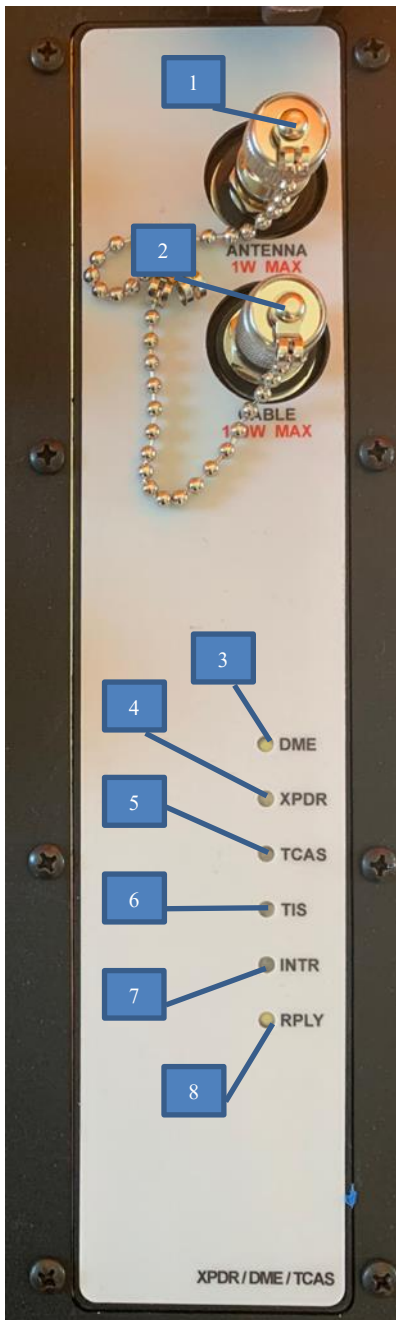 1
2
ANTENNA
1W MAX
CABLE
MAX
3
4
DME
5
XPDR
TCAS
6
TIS
INTR
7
RPLY
8
XPDR / DME / TCAS